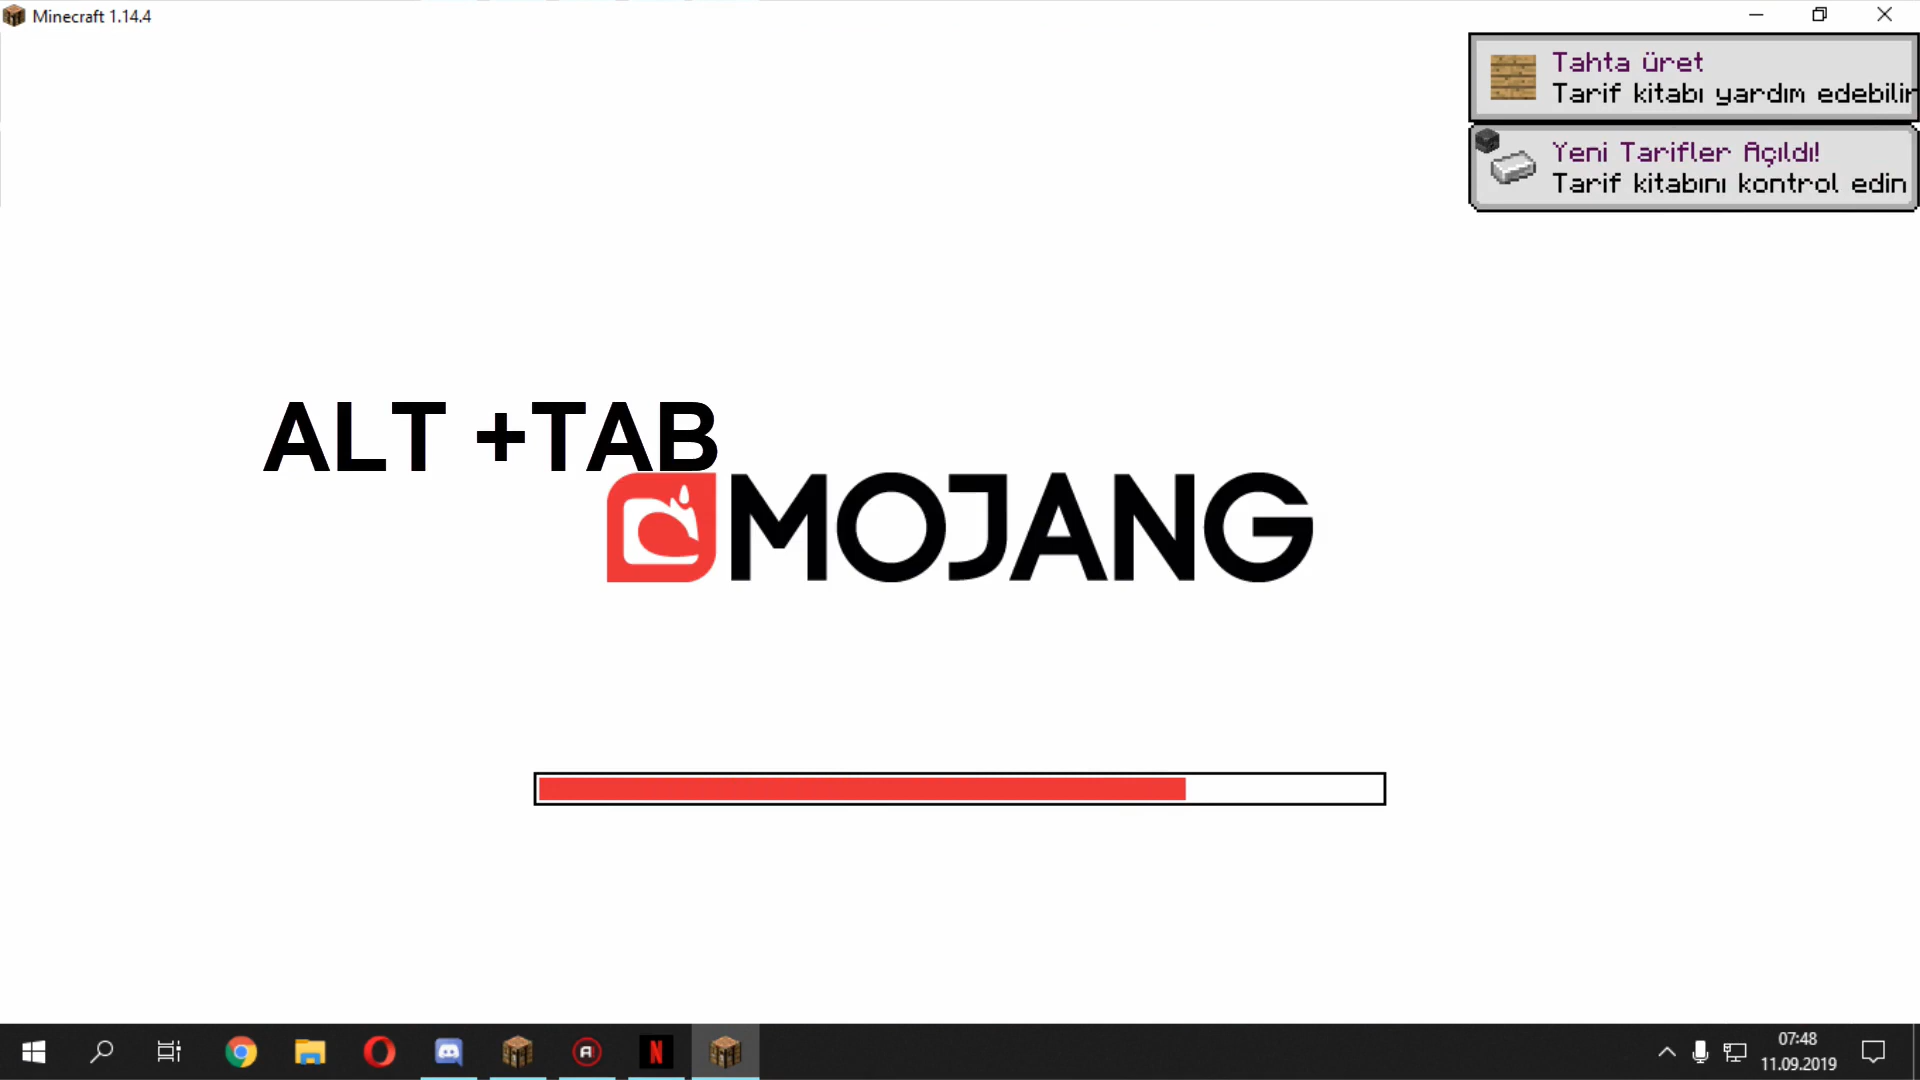 Minecraft 1.14.4
Tahta üret
Tarif kitabı yardım edebilir
Yeni Tarifler Açıldı!
Tarif kitabını kontrol edin
ALT +TAB
MOJANG
07:48
11.09.2019